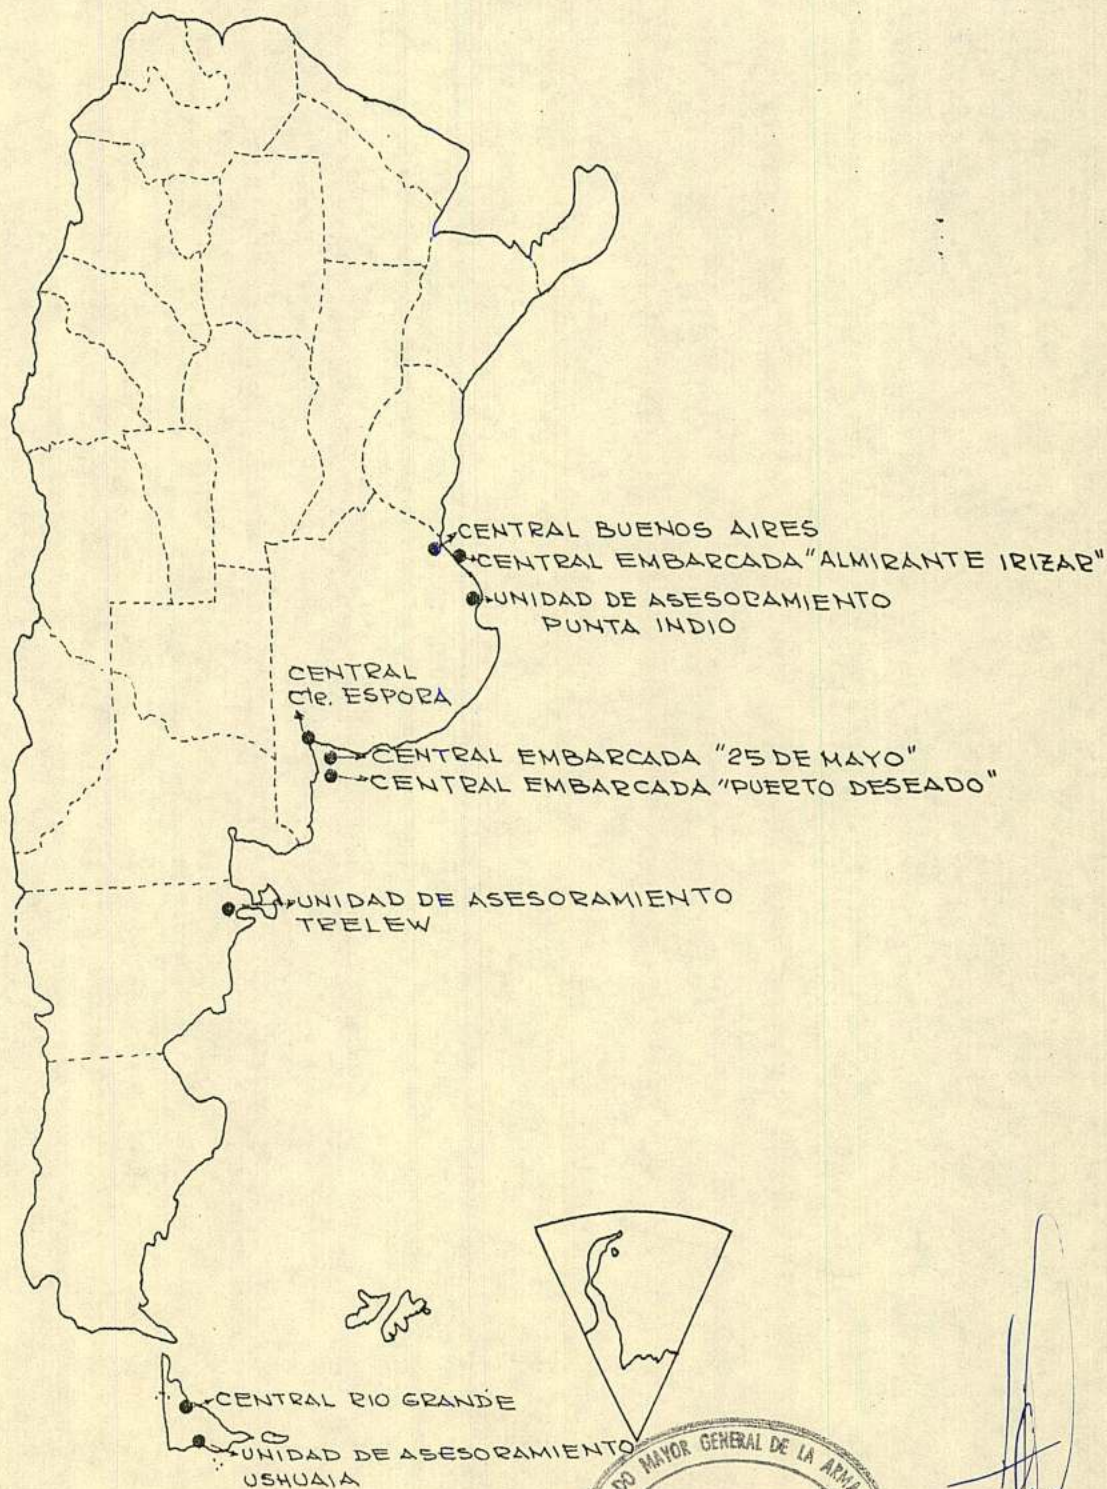 CENTRAL BUENOS AIRES
CENTRAL EMBARCADA "ALMIRANTE IRIZAR"
UNIDAD DE ASESORAMIENTO
PUNTA INDIO
CENTRAL
Cte. ESPORA
CENTRAL EMBARCADA "25 DE MAYO"
CENTRAL EMBARCADA "PUERTO DESEADO"
UNIDAD DE ASESORAMIENTO
TRELEW
CENTRAL RIO GRANDE
UNIDAD DE ASESORAMIENTO
USHUAIA
DO MAYOR GENERAL DE LA ARMA